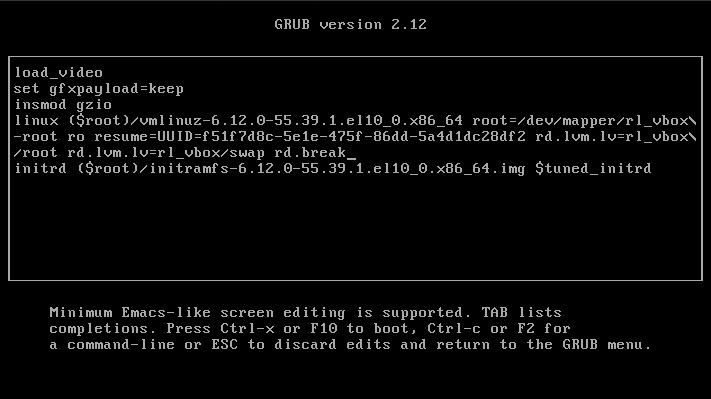 GRUB version 2.12
load_video
set gfxpayload=keep
insmod gzio
linux ($root)/vmlinuz-6.12.0-55.39.1.el10_0.x86_64 root=/dev/mapper/rl_vbox\
-root ro resume=UUID=f51f7d8c-5e1e-475f-86dd-5a4d1dc28df2 rd.lvm.lv=rl_vbox\
/root rd.lvm.lv=rl_vbox/swap rd.break_
initrd ($root)/initramfs-6.12.0-55.39.1.el10_0.x86_64.img $tuned_initrd
Minimum Emacs-like screen editing is supported. TAB lists
completions. Press Ctrl-x or F10 to boot, Ctrl-c or F2 for
a command-line or ESC to discard edits and return to the GRUB menu.